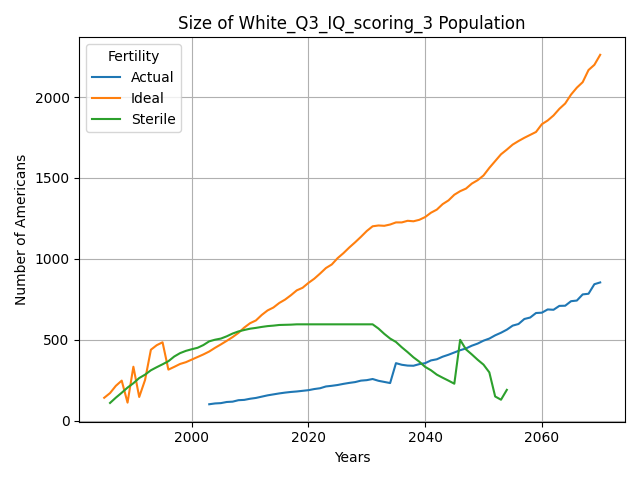 Size of White_Q3_IQ_scoring_3 Population
Fertility
Actual
Ideal
Sterile
Number of Americans
2000
1500
1000
500
0
2000 2020 2040 2060
Years